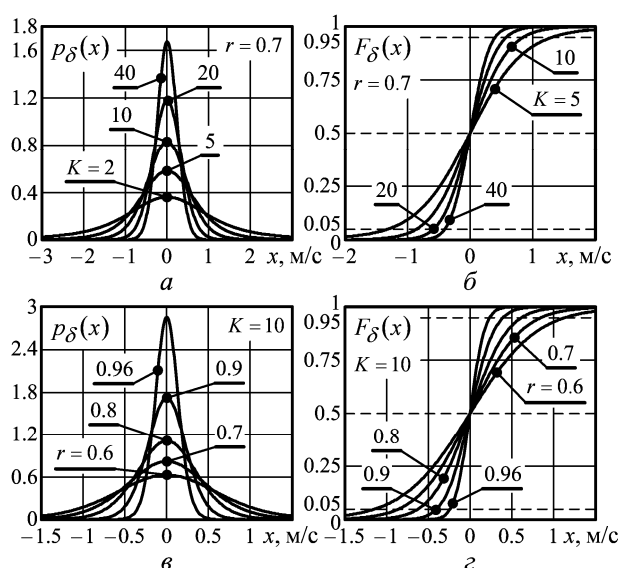 1.8
p_δ(x)
r = 0.7
1.6
40
20
1.2
10
0.8
5
K = 2
0.4
0
−3 −2 −1 0 1 2 x, м/с
а
1
0.95
F_δ(x)
10
0.75
r = 0.7
K = 5
0.5
0.25
20
40
0.05
0
−2 −1 0 1 x, м/с
б
3
p_δ(x)
K = 10
2.4
0.96
0.9
1.8
0.8
1.2
0.7
r = 0.6
0.6
0
−1.5 −1 −0.5 0 0.5 1 x, м/с
в
1
0.95
F_δ(x)
0.75
0.7
K = 10
r = 0.6
0.5
0.8
0.25
0.9
0.96
0.05
0
−1.5 −1 −0.5 0 0.5 1 x, м/с
г